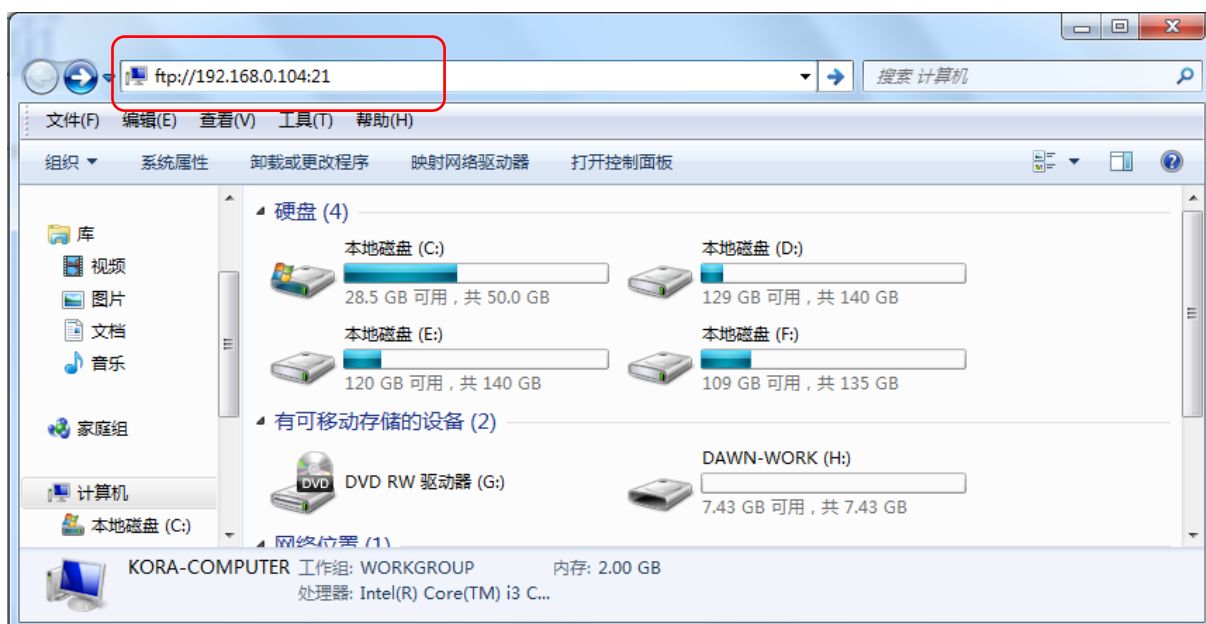 ftp://192.168.0.104:21
搜索 计算机
文件(F) 编辑(E) 查看(V) 工具(T) 帮助(H)
组织 系统属性 卸载或更改程序 映射网络驱动器 打开控制面板
库
视频
图片
文档
音乐
家庭组
计算机
本地磁盘 (C:)
硬盘 (4)
本地磁盘 (C:)
28.5 GB 可用,共 50.0 GB
本地磁盘 (D:)
129 GB 可用,共 140 GB
本地磁盘 (E:)
120 GB 可用,共 140 GB
本地磁盘 (F:)
109 GB 可用,共 135 GB
有可移动存储的设备 (2)
DVD
DVD RW 驱动器 (G:)
DAWN-WORK (H:)
7.43 GB 可用,共 7.43 GB
网络位置 (1)
KORA-COMPUTER 工作组: WORKGROUP 内存: 2.00 GB
处理器: Intel(R) Core(TM) i3 C...